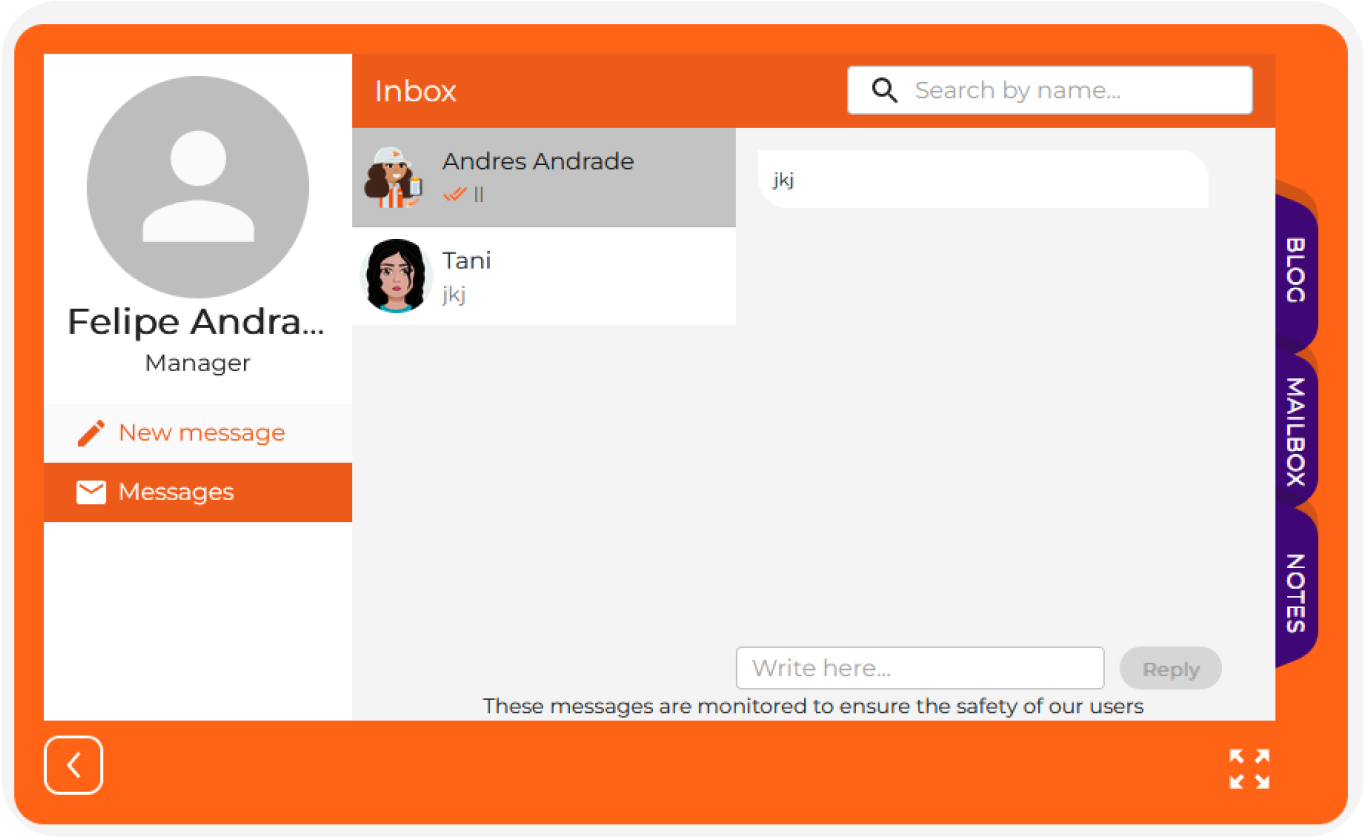 Felipe Andra...
Manager
New message
Messages
Inbox
Search by name...
Andres Andrade
ll
Tani
jkj
jkj
Write here...
Reply
These messages are monitored to ensure the safety of our users
BLOG
MAILBOX
NOTES